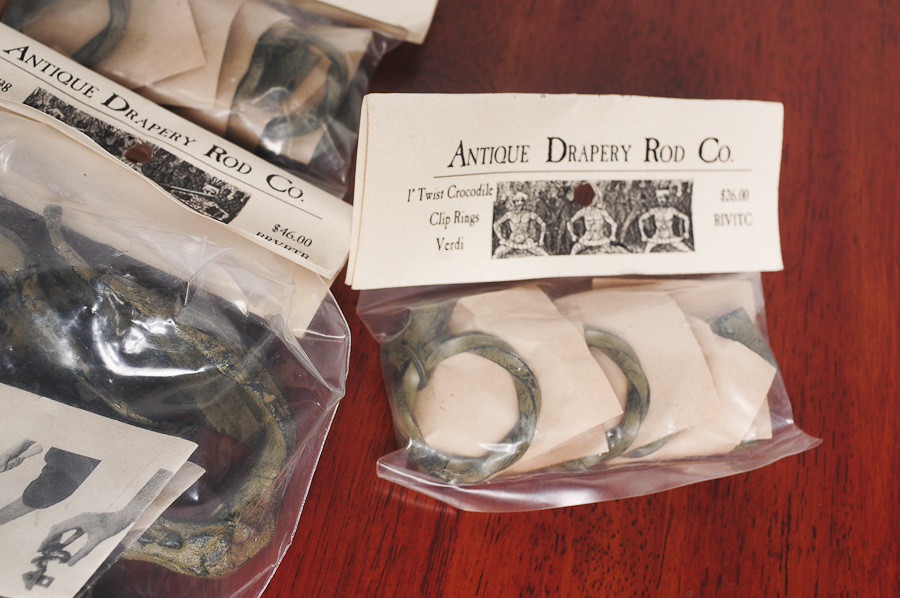 ANTIQUE DRAPERY ROD CO.
$46.00
ANTIQUE DRAPERY ROD CO.
1" Twist Crocodile
Clip Rings
Verdi
$26.00
RIVITC